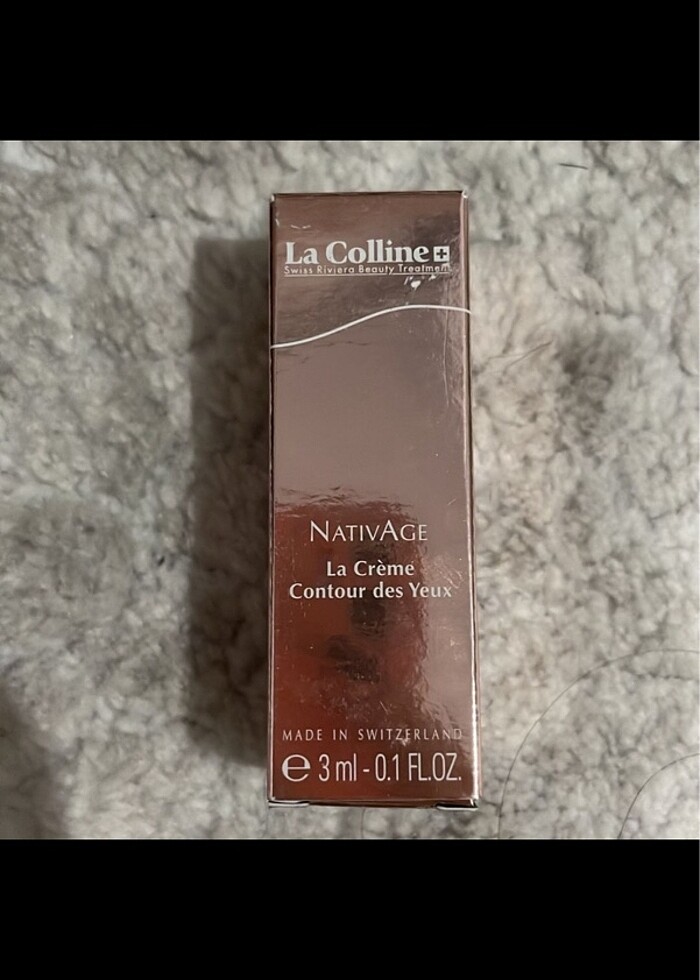 La Colline
Swiss Riviera Beauty Treatment
NATIVAGE
La Crème
Contour des Yeux
MADE IN SWITZERLAND
℮ 3 ml - 0.1 FL.OZ.